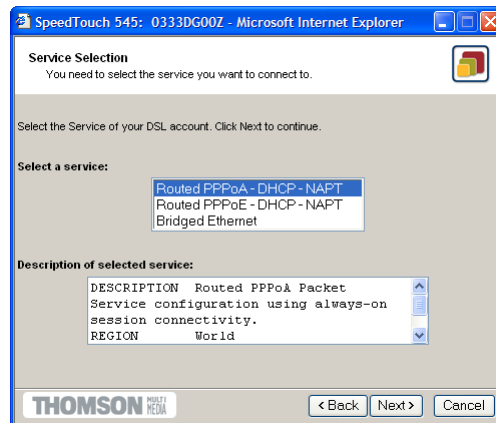 SpeedTouch 545: 0333DG00Z - Microsoft Internet Explorer
Service Selection
You need to select the service you want to connect to.
Select the Service of your DSL account. Click Next to continue.
Select a service:
Routed PPPoA - DHCP - NAPT
Routed PPPoE - DHCP - NAPT
Bridged Ethernet
Description of selected service:
DESCRIPTION Routed PPPoA Packet
Service configuration using always-on
session connectivity.
REGION World
THOMSON MULTI MEDIA
< Back Next > Cancel